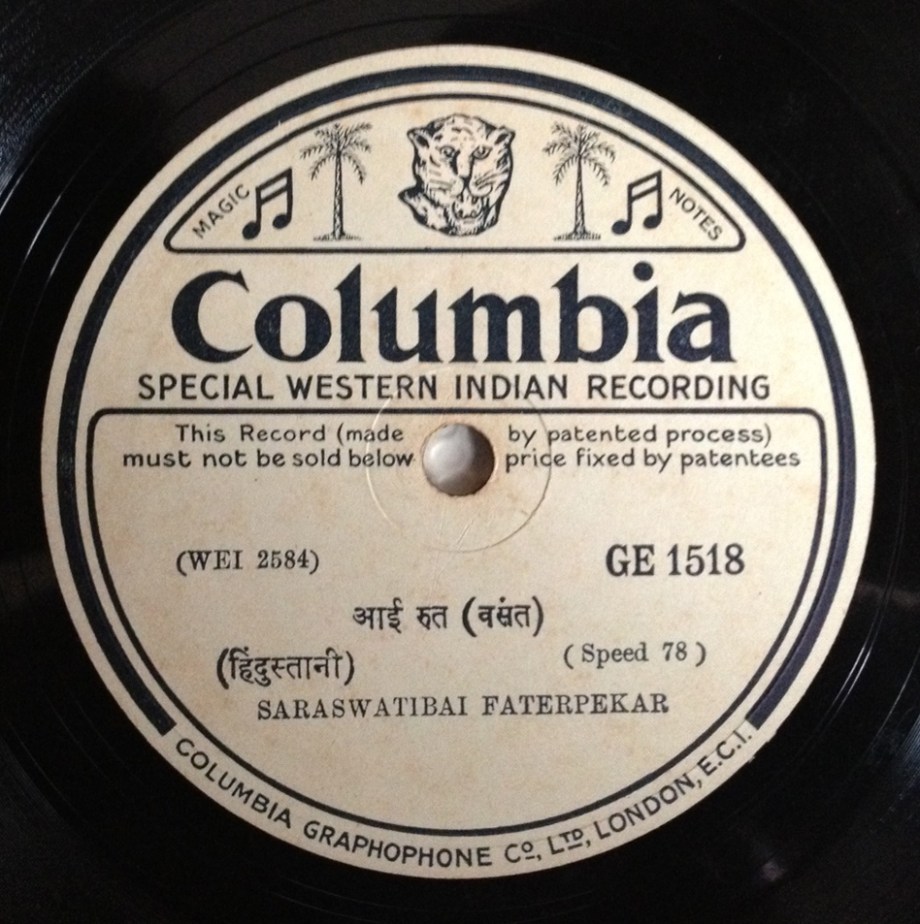 MAGIC NOTES
Columbia
SPECIAL WESTERN INDIAN RECORDING
This Record (made by patented process)
must not be sold below price fixed by patentees
(WEI 2584) GE 1518
आई रुत (वसंत)
(हिंदुस्तानी) (Speed 78)
SARASWATIBAI FATERPEKAR
COLUMBIA GRAPHOPHONE Cº, LTD, LONDON, E.C.I.